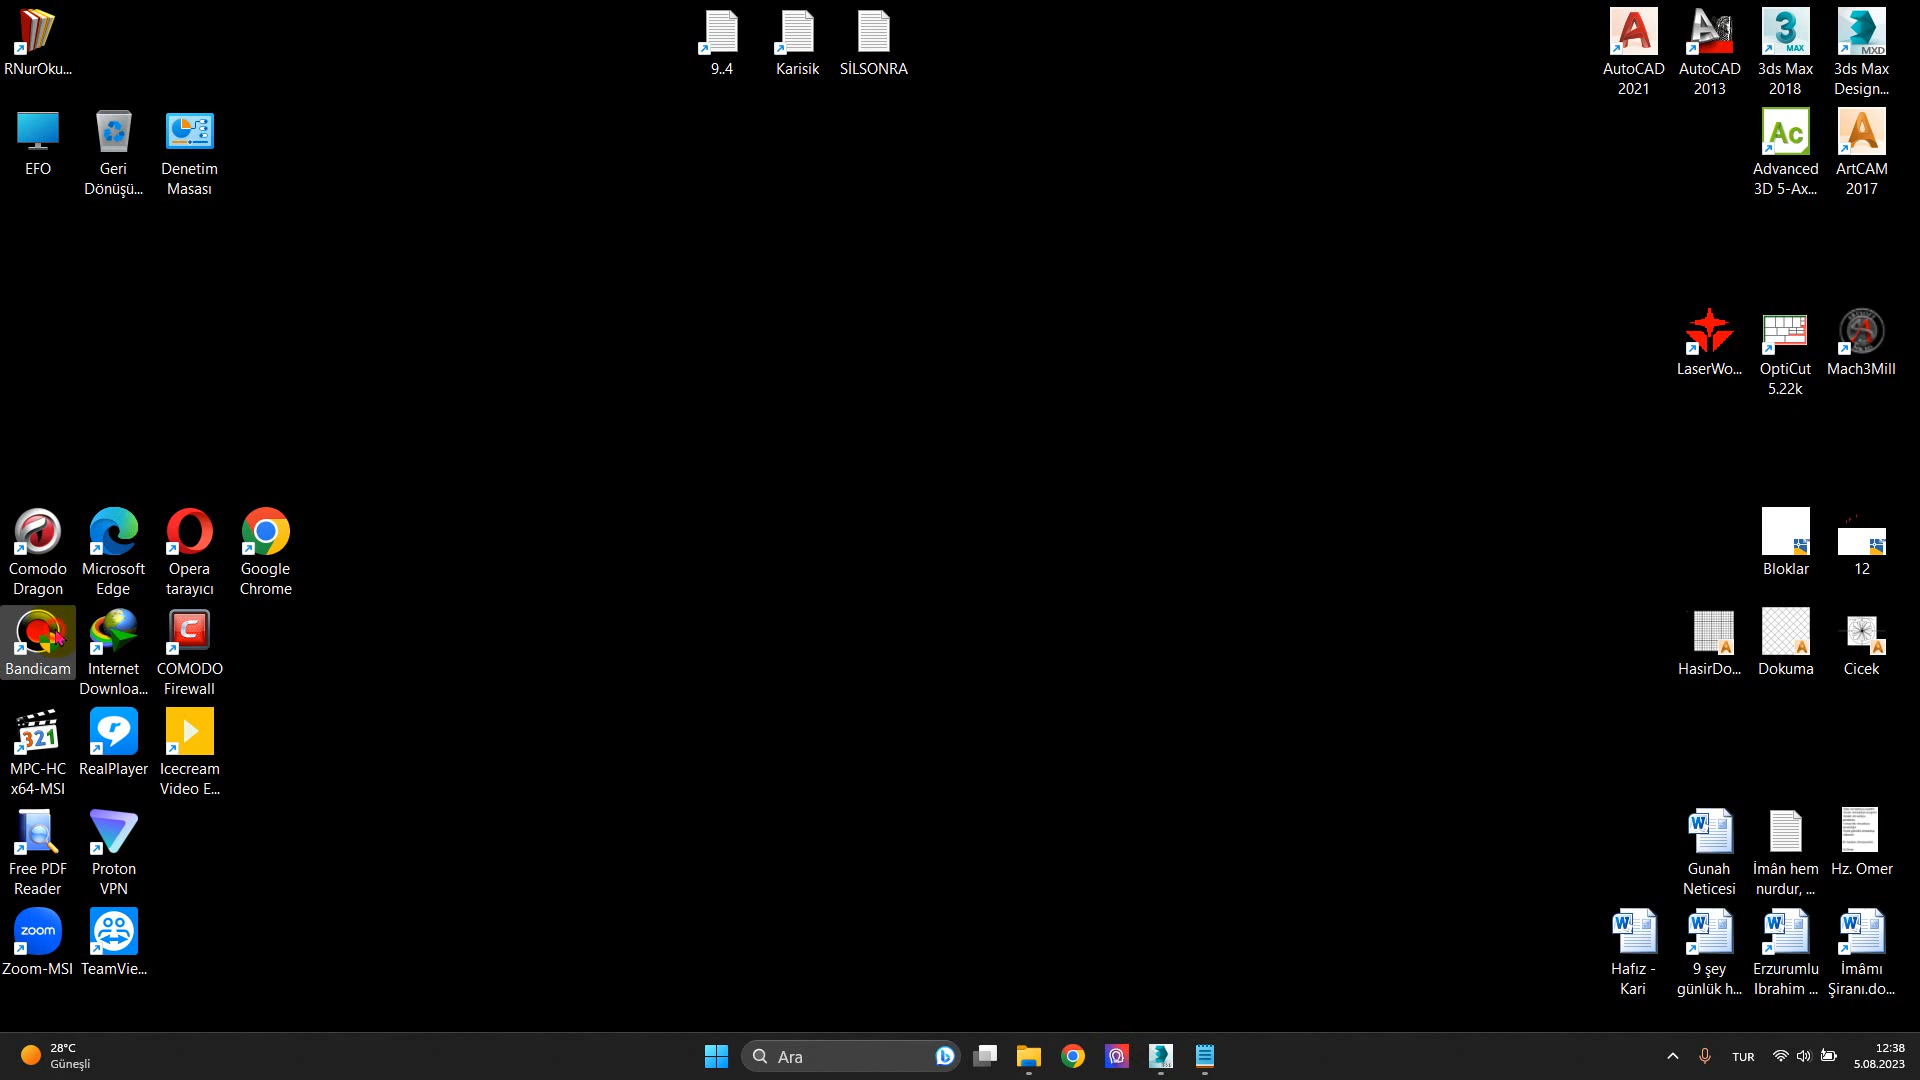 RNurOku...
9..4
Karisik
SİLSONRA
AutoCAD
2021
AutoCAD
2013
3ds Max
2018
3ds Max
Design...
EFO
Geri
Dönüşü...
Denetim
Masası
Advanced
3D 5-Ax...
ArtCAM
2017
LaserWo...
OptiCut
5.22k
Mach3Mill
Comodo
Dragon
Microsoft
Edge
Opera
tarayıcı
Google
Chrome
Bloklar
12
Bandicam
Internet
Downloa...
COMODO
Firewall
HasirDo...
Dokuma
Cicek
MPC-HC
x64-MSI
RealPlayer
Icecream
Video E...
Free PDF
Reader
Proton
VPN
Gunah
Neticesi
İmân hem
nurdur, ...
Hz. Omer
zoom
Zoom-MSI
TeamVie...
Hafız -
Kari
9 şey
günlük h...
Erzurumlu
Ibrahim ...
İmâmı
Şiranı.do...
28°C
Güneşli
Ara
TUR
12:38
5.08.2023